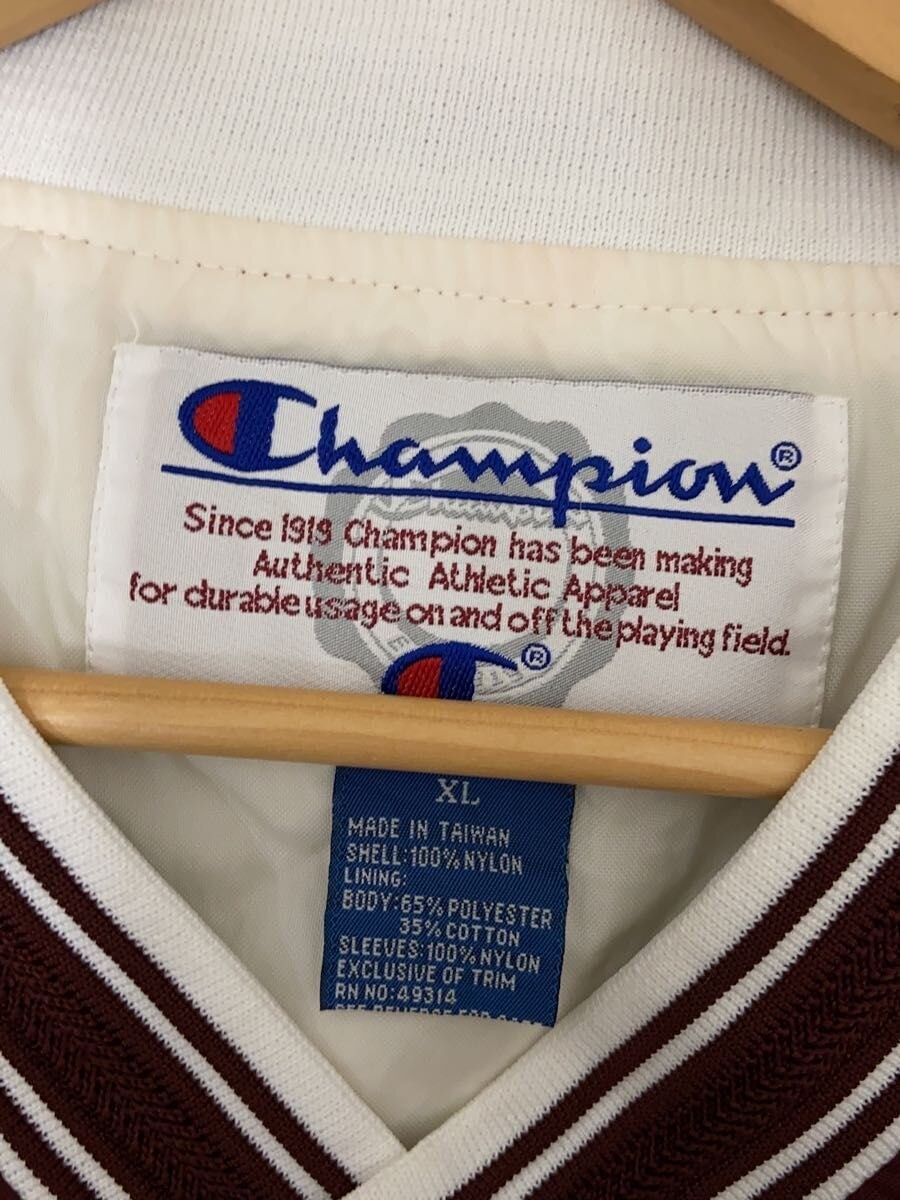 Champion®
Since 1919 Champion has been making
Authentic Athletic Apparel
for durable usage on and off the playing field.
Champion
®
XL
MADE IN TAIWAN
SHELL:100% NYLON
LINING:
BODY:65% POLYESTER
35% COTTON
SLEEVES:100% NYLON
EXCLUSIVE OF TRIM
RN NO:49314